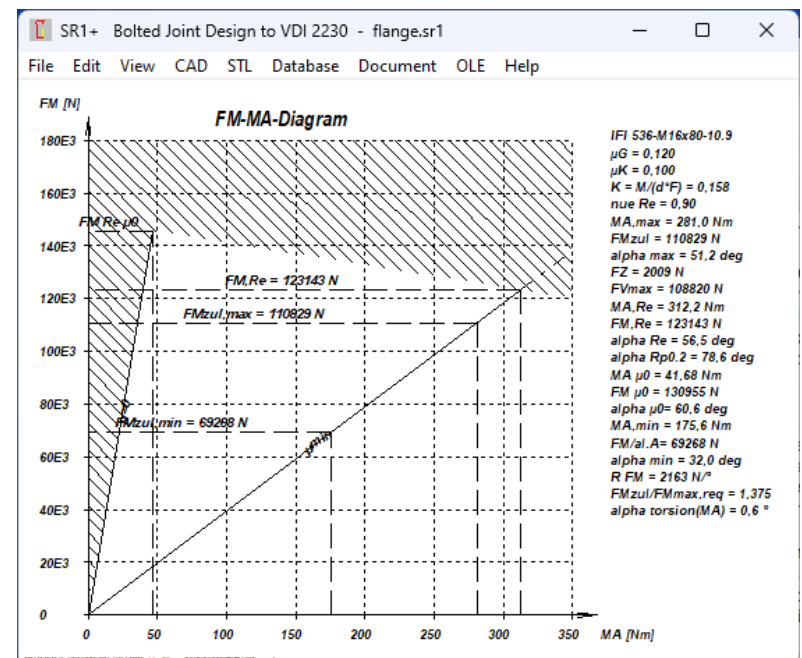 SR1+ Bolted Joint Design to VDI 2230 - flange.sr1
File Edit View CAD STL Database Document OLE Help
FM [N]
FM-MA-Diagram
180E3
160E3
FM Re µ0
140E3
FM,Re = 123143 N
120E3
FMzul,max = 110829 N
100E3
80E3
FMzul,min = 69268 N
60E3
40E3
20E3
0
0 50 100 150 200 250 300 350 MA [Nm]
IFI 536-M16x80-10.9
µG = 0,120
µK = 0,100
K = M/(d*F) = 0,158
nue Re = 0,90
MA,max = 281,0 Nm
FMzul = 110829 N
alpha max = 51,2 deg
FZ = 2009 N
FVmax = 108820 N
MA,Re = 312,2 Nm
FM,Re = 123143 N
alpha Re = 56,5 deg
alpha Rp0.2 = 78,6 deg
MA µ0 = 41,68 Nm
FM µ0 = 130955 N
alpha µ0= 60,6 deg
MA,min = 175,6 Nm
FM/al.A= 69268 N
alpha min = 32,0 deg
R FM = 2163 N/°
FMzul/FMmax,req = 1,375
alpha torsion(MA) = 0,6 °